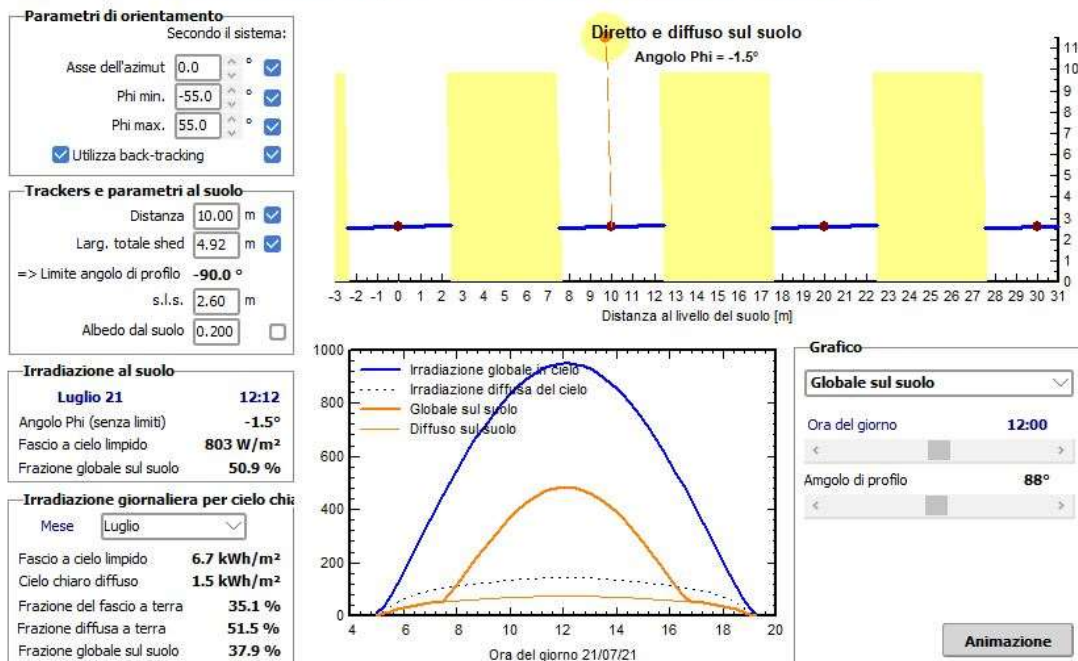 Parametri di orientamento
Secondo il sistema:
Asse dell'azimut 0.0 °
Phi min. -55.0 °
Phi max. 55.0 °
Utilizza back-tracking
Trackers e parametri al suolo
Distanza 10.00 m
Larg. totale shed 4.92 m
=> Limite angolo di profilo -90.0 °
s.l.s. 2.60 m
Albedo dal suolo 0.200
Irradiazione al suolo
Luglio 21 12:12
Angolo Phi (senza limiti) -1.5°
Fascio a cielo limpido 803 W/m²
Frazione globale sul suolo 50.9 %
Irradiazione giornaliera per cielo chia
Mese Luglio
Fascio a cielo limpido 6.7 kWh/m²
Cielo chiaro diffuso 1.5 kWh/m²
Frazione del fascio a terra 35.1 %
Frazione diffusa a terra 51.5 %
Frazione globale sul suolo 37.9 %
Diretto e diffuso sul suolo
Angolo Phi = -1.5°
11
10
9
8
7
6
5
4
3
2
1
0
-3 -2 -1 0 1 2 3 4 5 6 7 8 9 10 11 12 13 14 15 16 17 18 19 20 21 22 23 24 25 26 27 28 29 30 31
Distanza al livello del suolo [m]
1000
800
600
400
200
0
Irradiazione globale in cielo
Irradiazione diffusa del cielo
Globale sul suolo
Diffuso sul suolo
4 6 8 10 12 14 16 18 20
Ora del giorno 21/07/21
Grafico
Globale sul suolo
Ora del giorno 12:00
Amgolo di profilo 88°
Animazione